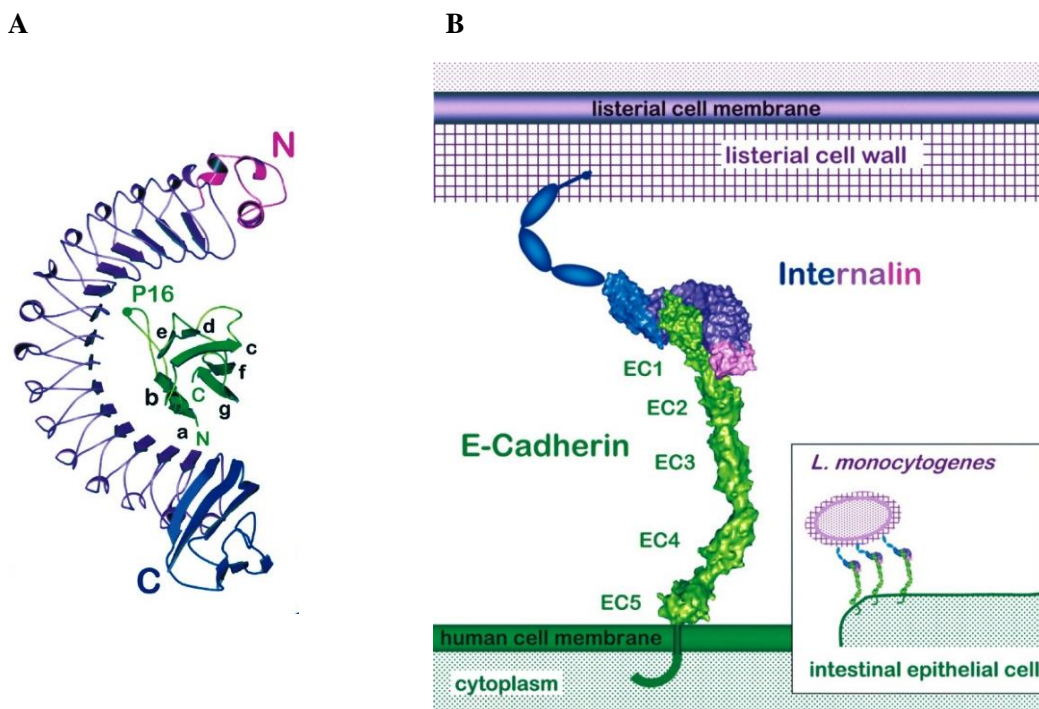 A
B
N
P16
e
d
c
f
b
C
g
a
N
C
listerial cell membrane
listerial cell wall
Internalin
EC1
EC2
E-Cadherin
EC3
EC4
EC5
human cell membrane
cytoplasm
L. monocytogenes
intestinal epithelial cell